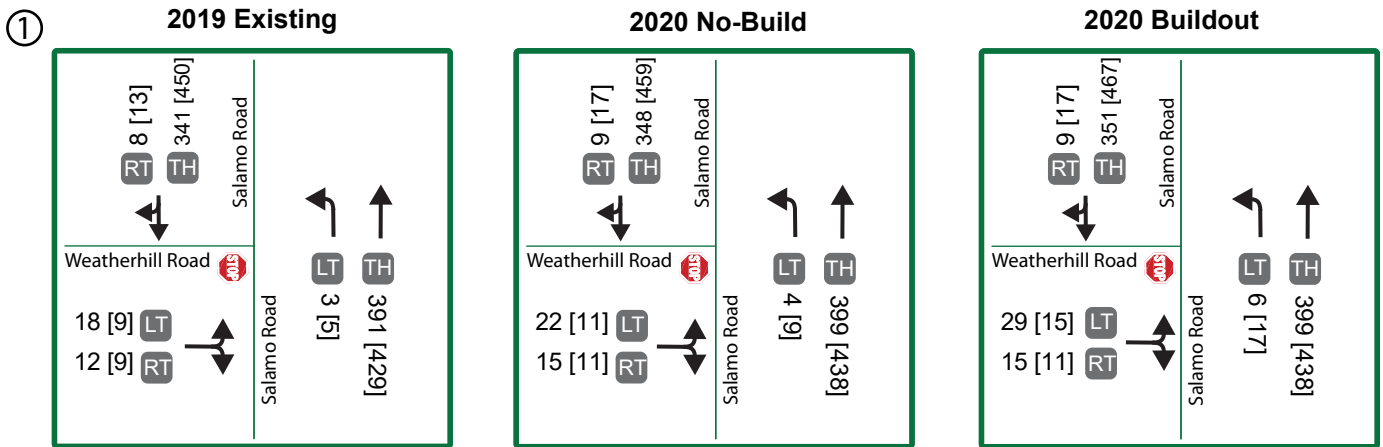 ①
2019 Existing
8 [13]
RT
341 [450]
TH
Salamo Road
Weatherhill Road
STOP
LT
3 [5]
TH
391 [429]
18 [9] LT
12 [9] RT
Salamo Road
2020 No-Build
9 [17]
RT
348 [459]
TH
Salamo Road
Weatherhill Road
STOP
LT
4 [9]
TH
399 [438]
22 [11] LT
15 [11] RT
Salamo Road
2020 Buildout
9 [17]
RT
351 [467]
TH
Salamo Road
Weatherhill Road
STOP
LT
6 [17]
TH
399 [438]
29 [15] LT
15 [11] RT
Salamo Road